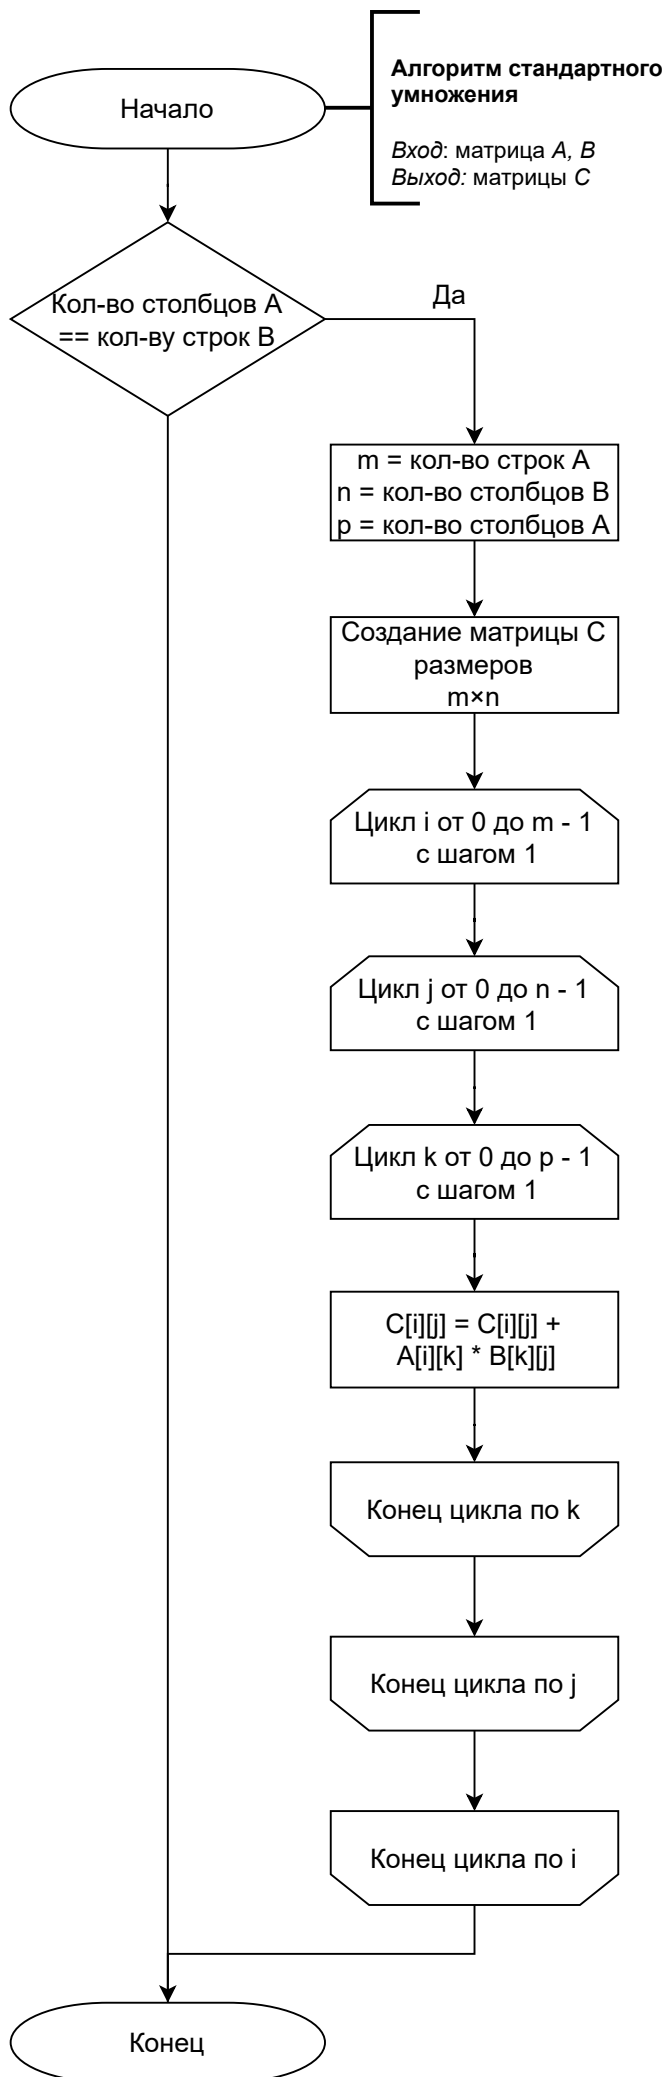 Алгоритм стандартного
умножения
Вход: матрица A, B
Выход: матрицы C
Начало
Кол-во столбцов A
== кол-ву строк B
Да
m = кол-во строк A
n = кол-во столбцов B
p = кол-во столбцов A
Создание матрицы C
размеров
m×n
Цикл i от 0 до m - 1
с шагом 1
Цикл j от 0 до n - 1
с шагом 1
Цикл k от 0 до p - 1
с шагом 1
C[i][j] = C[i][j] +
A[i][k] * B[k][j]
Конец цикла по k
Конец цикла по j
Конец цикла по i
Конец